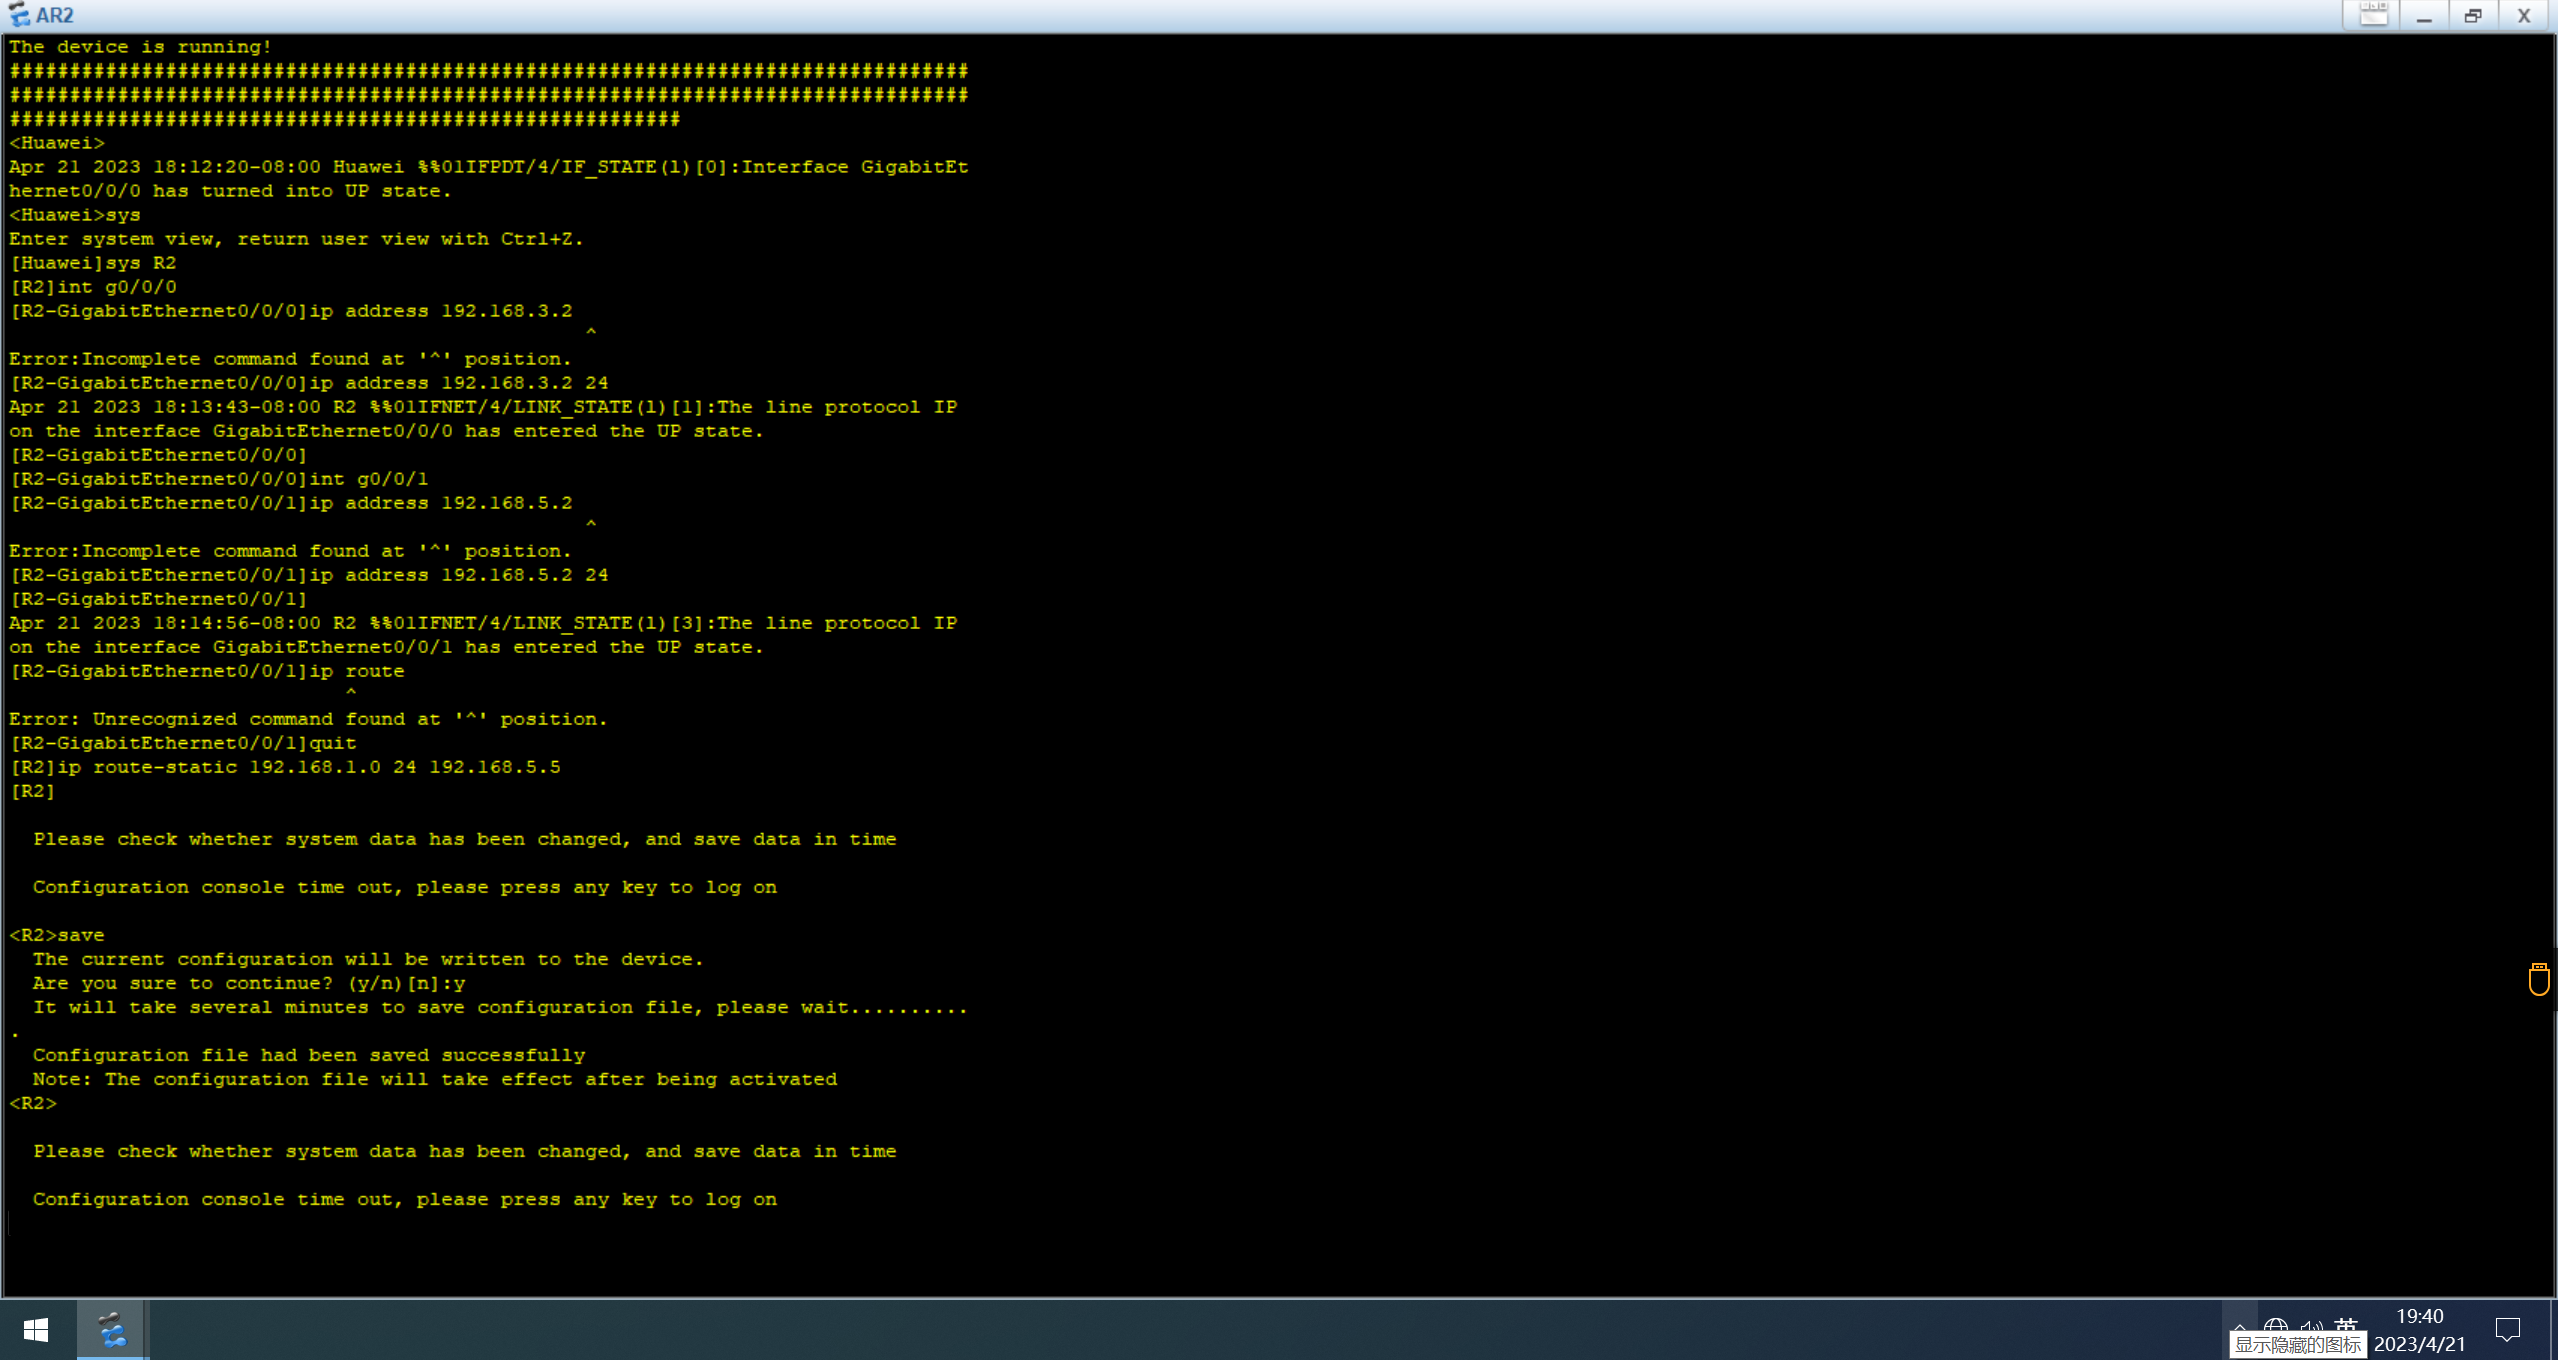 AR2
The device is running!
################################################################################
################################################################################
########################################################
<Huawei>
Apr 21 2023 18:12:20-08:00 Huawei %%01IFPDT/4/IF_STATE(l)[0]:Interface GigabitEt
hernet0/0/0 has turned into UP state.
<Huawei>sys
Enter system view, return user view with Ctrl+Z.
[Huawei]sys R2
[R2]int g0/0/0
[R2-GigabitEthernet0/0/0]ip address 192.168.3.2
^
Error:Incomplete command found at '^' position.
[R2-GigabitEthernet0/0/0]ip address 192.168.3.2 24
Apr 21 2023 18:13:43-08:00 R2 %%01IFNET/4/LINK_STATE(l)[1]:The line protocol IP
on the interface GigabitEthernet0/0/0 has entered the UP state.
[R2-GigabitEthernet0/0/0]
[R2-GigabitEthernet0/0/0]int g0/0/1
[R2-GigabitEthernet0/0/1]ip address 192.168.5.2
^
Error:Incomplete command found at '^' position.
[R2-GigabitEthernet0/0/1]ip address 192.168.5.2 24
[R2-GigabitEthernet0/0/1]
Apr 21 2023 18:14:56-08:00 R2 %%01IFNET/4/LINK_STATE(l)[3]:The line protocol IP
on the interface GigabitEthernet0/0/1 has entered the UP state.
[R2-GigabitEthernet0/0/1]ip route
^
Error: Unrecognized command found at '^' position.
[R2-GigabitEthernet0/0/1]quit
[R2]ip route-static 192.168.1.0 24 192.168.5.5
[R2]
Please check whether system data has been changed, and save data in time
Configuration console time out, please press any key to log on
<R2>save
The current configuration will be written to the device.
Are you sure to continue? (y/n)[n]:y
It will take several minutes to save configuration file, please wait..........
.
Configuration file had been saved successfully
Note: The configuration file will take effect after being activated
<R2>
Please check whether system data has been changed, and save data in time
Configuration console time out, please press any key to log on
英
19:40
显示隐藏的图标
2023/4/21